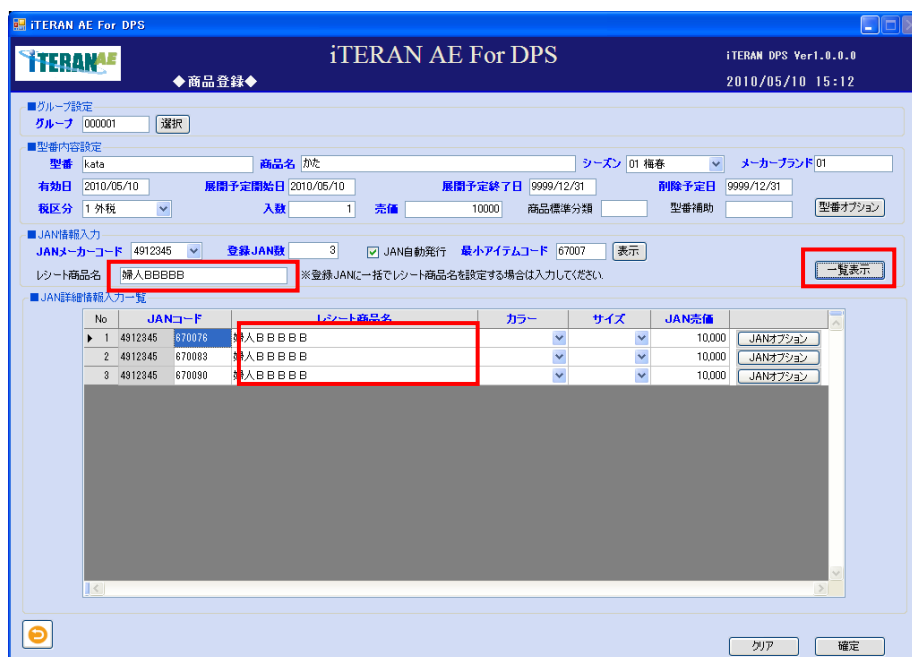 iTERAN AE For DPS
iTERANAE iTERAN AE For DPS iTERAN DPS Ver1.0.0.0
◆商品登録◆ 2010/05/10 15:12
■グループ設定
グループ 000001 選択
■型番内容設定
型番 kata 商品名 かた シーズン 01 梅春 メーカーブランド 01
有効日 2010/05/10 展開予定開始日 2010/05/10 展開予定終了日 9999/12/31 削除予定日 9999/12/31
税区分 1 外税 入数 1 売価 10000 商品標準分類 型番補助 型番オプション
■JAN情報入力
JANメーカーコード 4912345 登録JAN数 3 JAN自動発行 最小アイテムコード 67007 表示
レシート商品名 婦人BBBBB ※登録JANに一括でレシート商品名を設定する場合は入力してください. 一覧表示
■JAN詳細情報入力一覧
No JANコード レシート商品名 カラー サイズ JAN売価
1 4912345 670076 婦人ＢＢＢＢＢ 10,000 JANオプション
2 4912345 670083 婦人ＢＢＢＢＢ 10,000 JANオプション
3 4912345 670090 婦人ＢＢＢＢＢ 10,000 JANオプション
クリア 確定